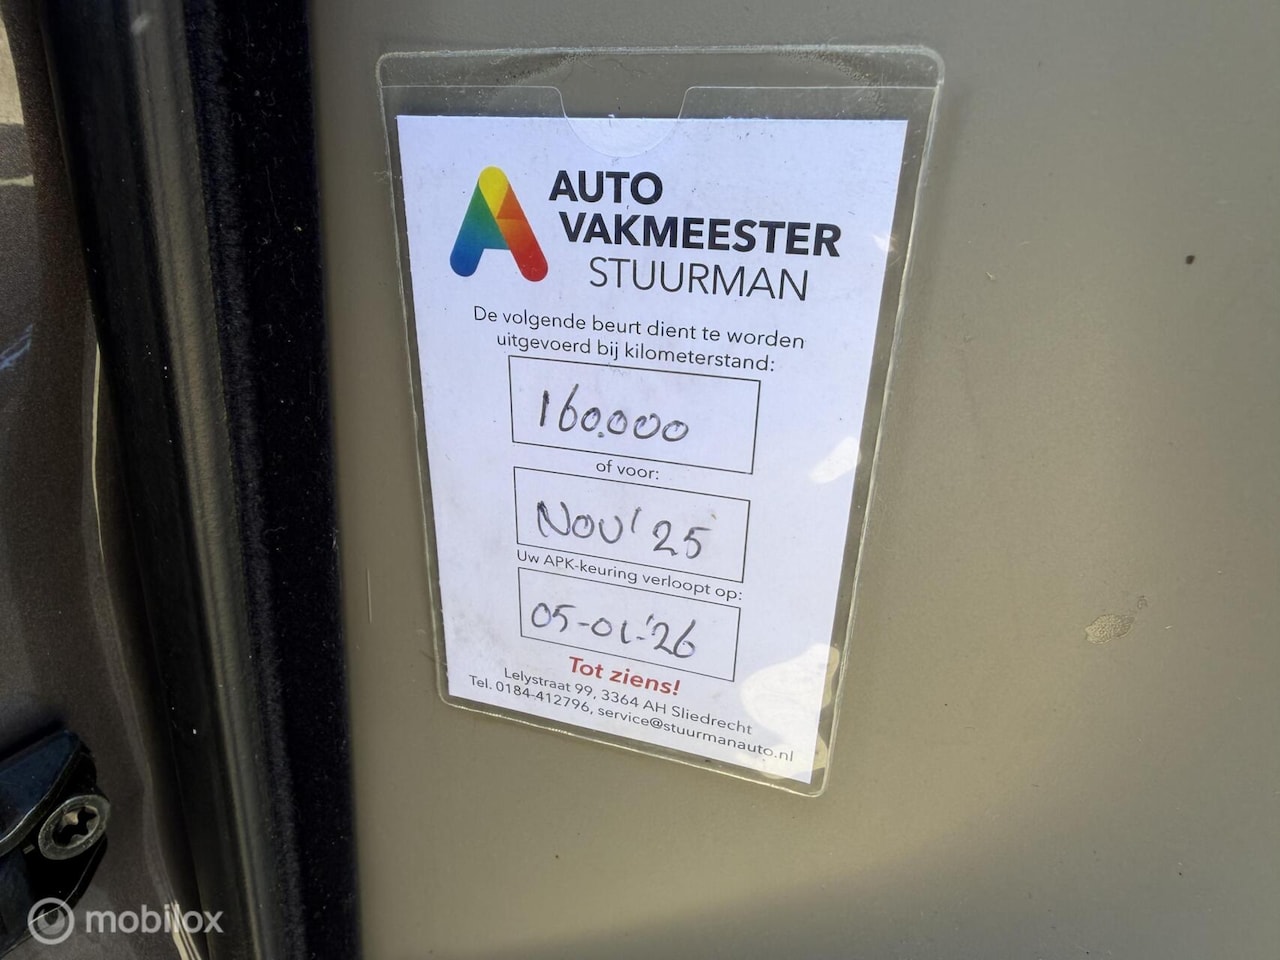 AUTO
VAKMEESTER
STUURMAN
De volgende beurt dient te worden
uitgevoerd bij kilometerstand:
160.000
of voor:
NOV' 25
Uw APK-keuring verloopt op:
05-01-'26
Tot ziens!
Lelystraat 99, 3364 AH Sliedrecht
Tel. 0184-412796, service@stuurmanauto.nl
mobilox